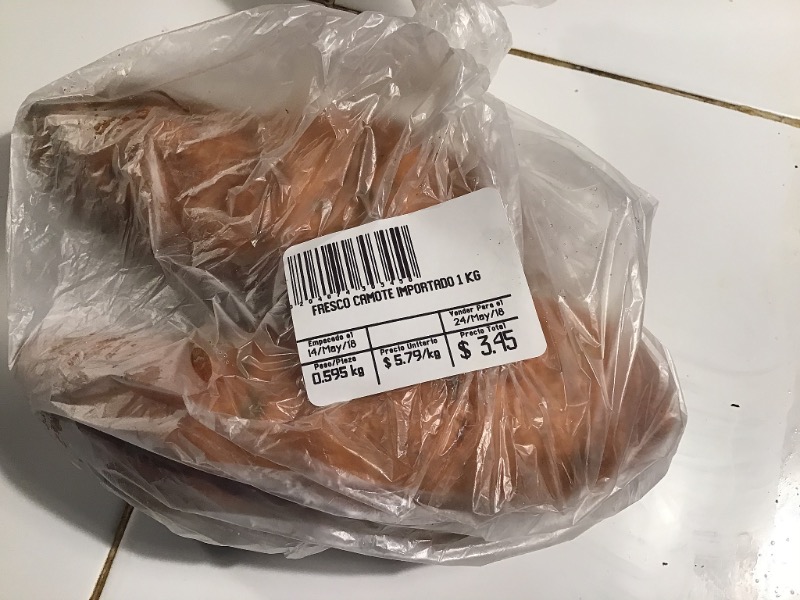 FRESCO CAMOTE IMPORTADO 1 KG
Empacado el
14/May/18
Vender Para el
24/May/18
Peso/Pieza
0.595 kg
Precio Unitario
$ 5.79/kg
Precio Total
$ 3.45